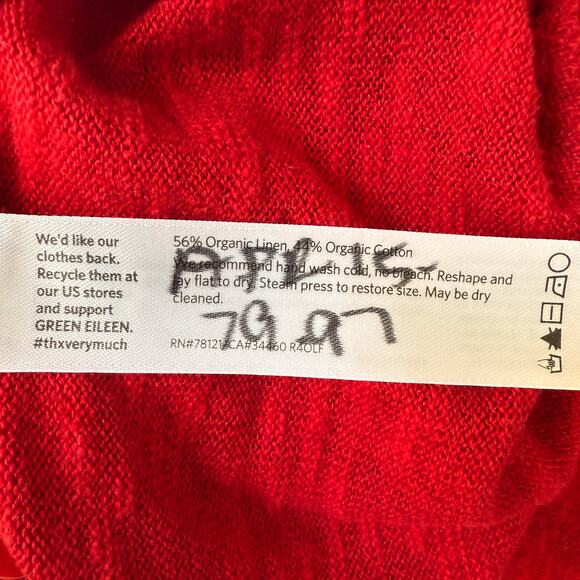 We'd like our
clothes back.
Recycle them at
our US stores
and support
GREEN EILEEN.
#thxverymuch
56% Organic Linen, 44% Organic Cotton
We recommend hand wash cold, no bleach. Reshape and
lay flat to dry. Steam press to restore size. May be dry
cleaned.
RN#78121/CA#34460 R4OLF
79 97